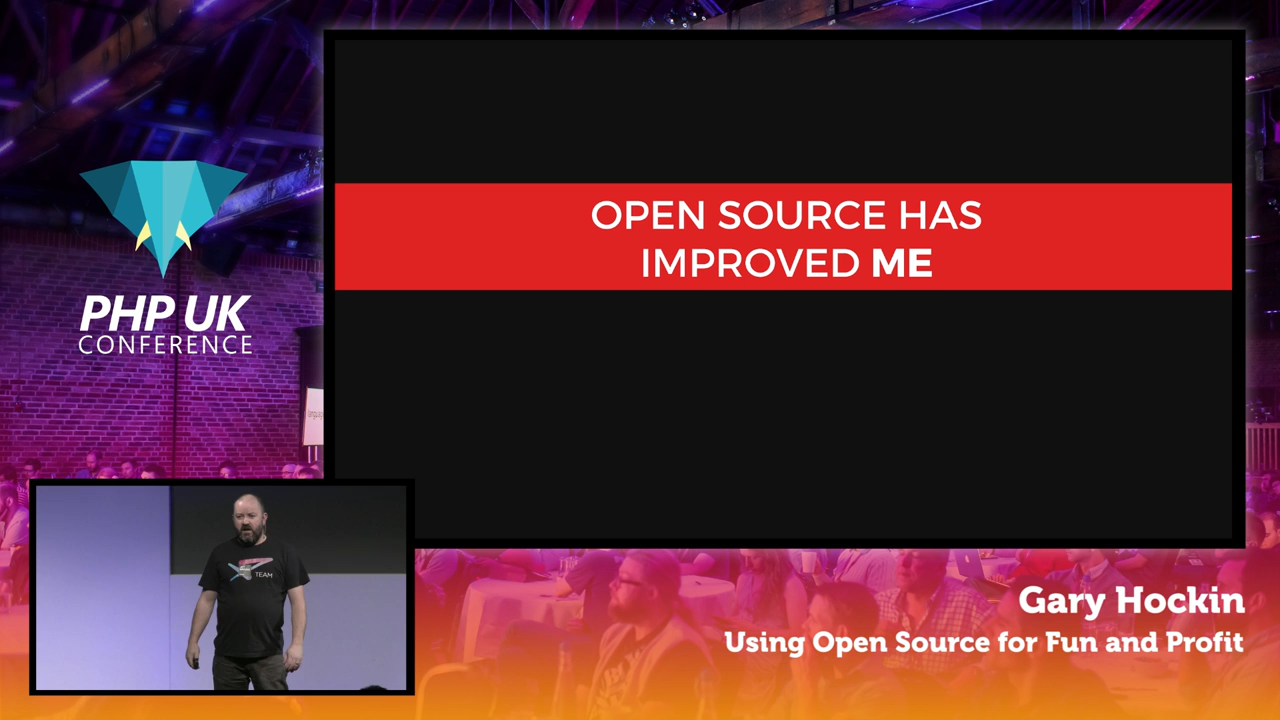 OPEN SOURCE HAS
IMPROVED ME
PHP UK
CONFERENCE
TEAM
Gary Hockin
Using Open Source for Fun and Profit